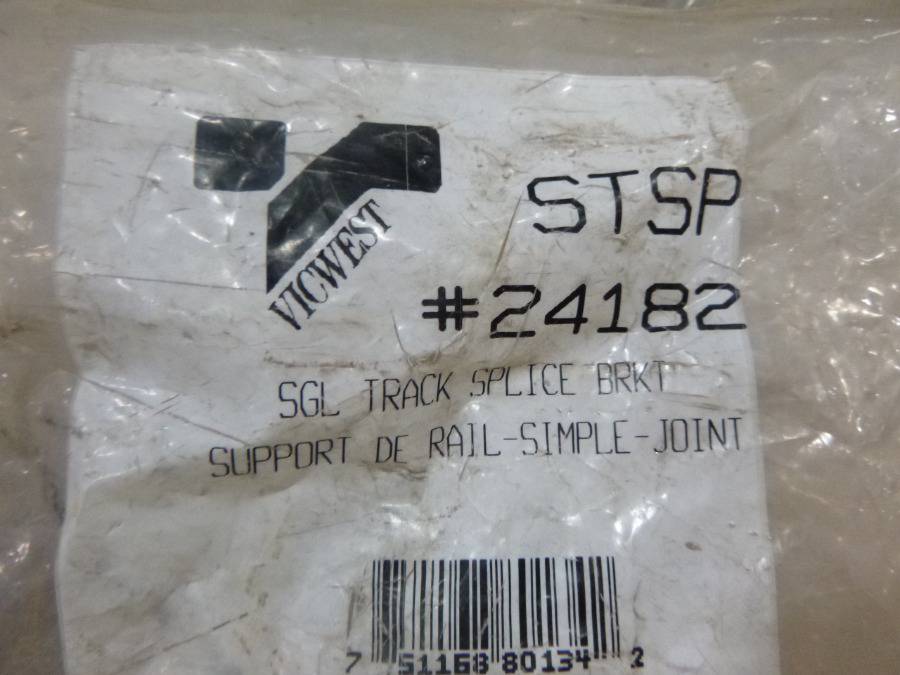 VICWEST
STSP
#24182
SGL TRACK SPLICE BRKT
SUPPORT DE RAIL-SIMPLE-JOINT
7 51168 80134 2